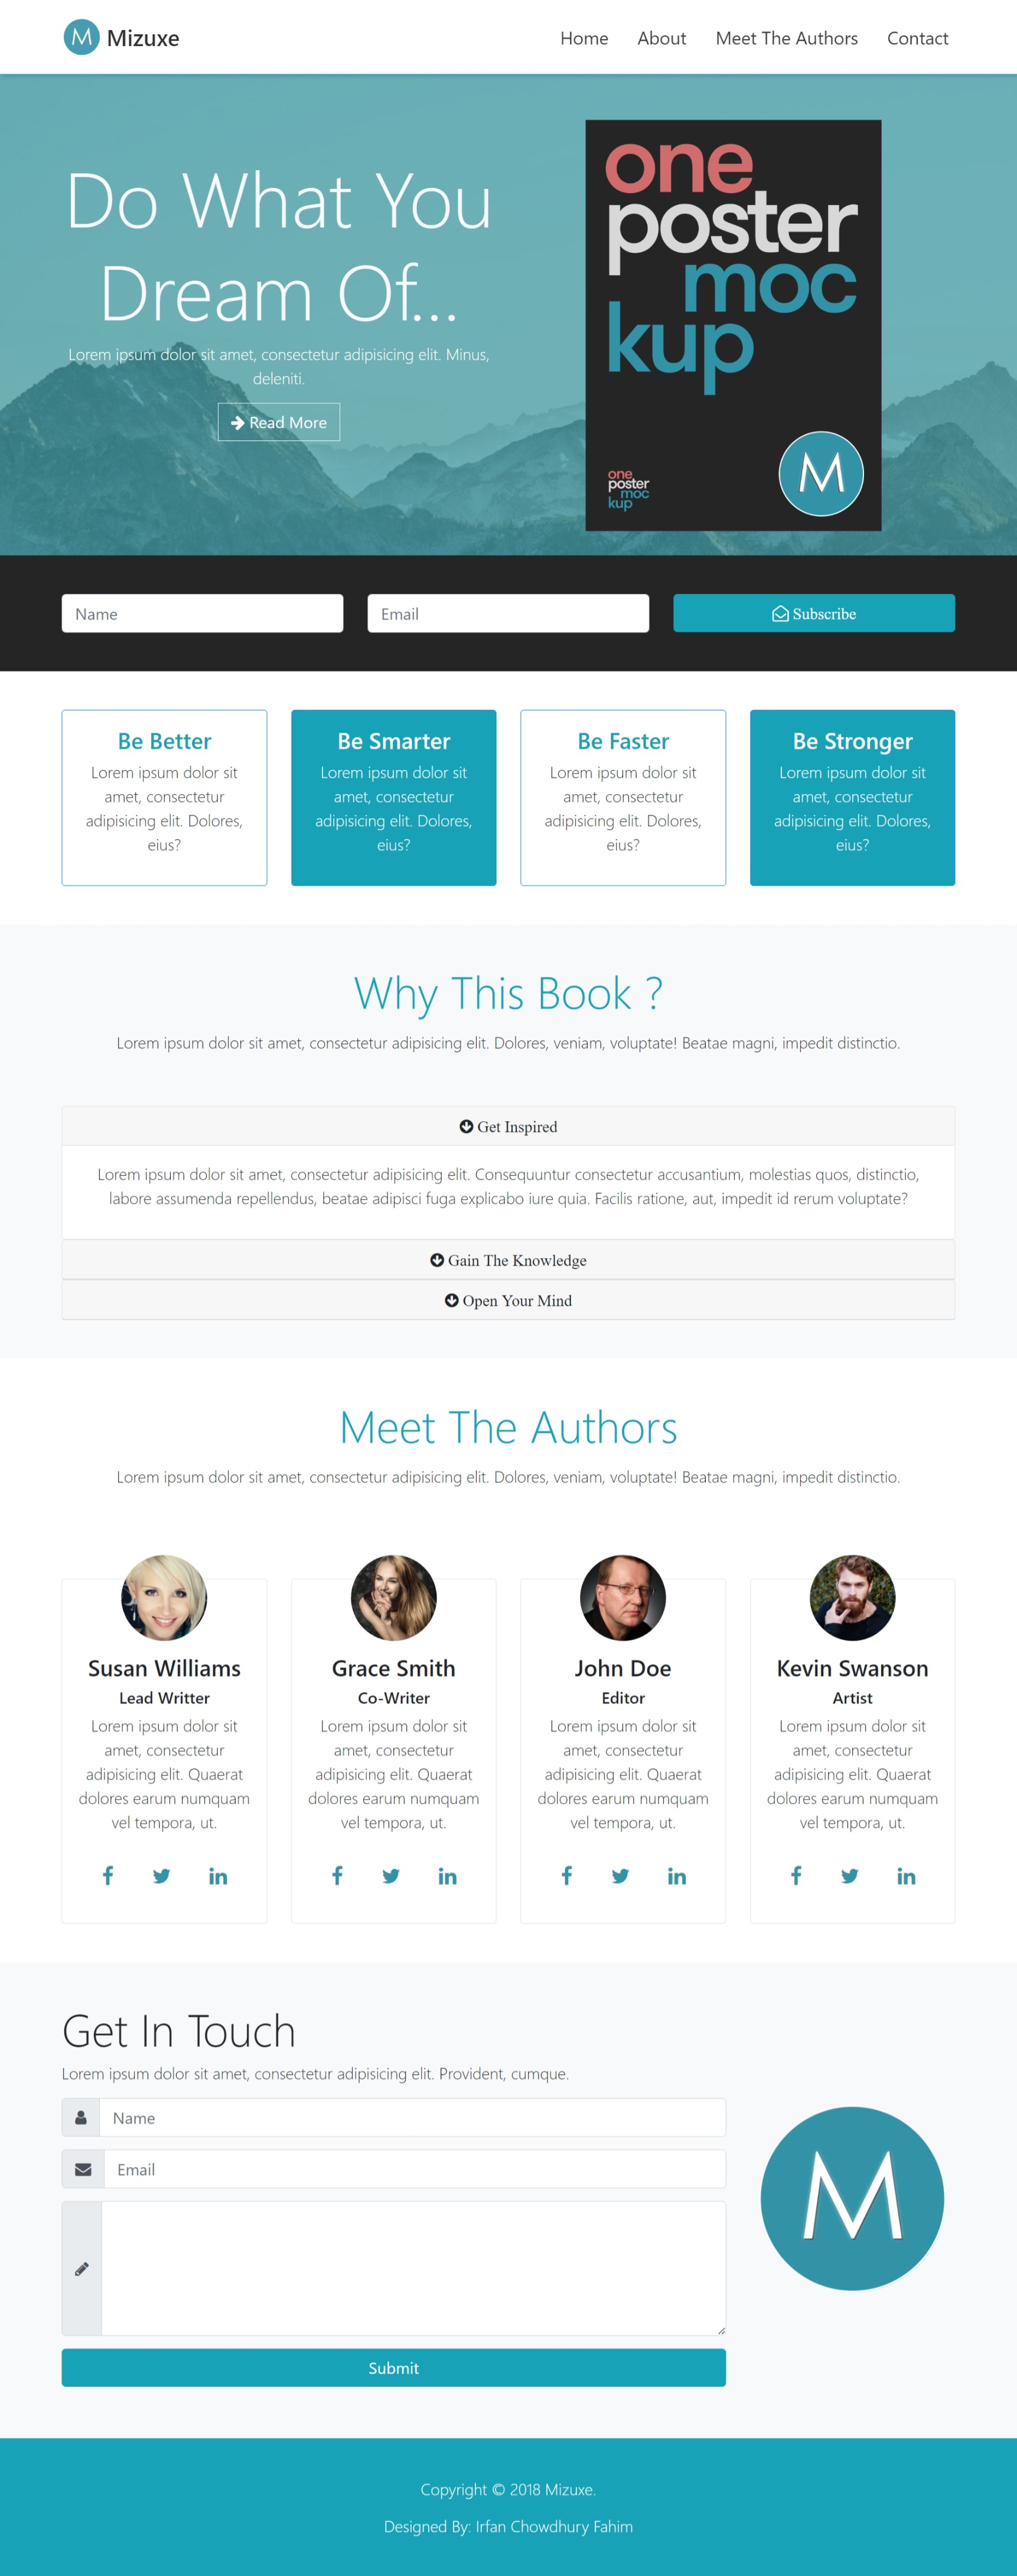 M Mizuxe
Home About Meet The Authors Contact
Do What You
Dream Of...
Lorem ipsum dolor sit amet, consectetur adipisicing elit. Minus,
deleniti.
Read More
one
poster
moc
kup
one
poster
moc
kup
M
Name
Email
Subscribe
Be Better
Lorem ipsum dolor sit
amet, consectetur
adipisicing elit. Dolores,
eius?
Be Smarter
Lorem ipsum dolor sit
amet, consectetur
adipisicing elit. Dolores,
eius?
Be Faster
Lorem ipsum dolor sit
amet, consectetur
adipisicing elit. Dolores,
eius?
Be Stronger
Lorem ipsum dolor sit
amet, consectetur
adipisicing elit. Dolores,
eius?
Why This Book ?
Lorem ipsum dolor sit amet, consectetur adipisicing elit. Dolores, veniam, voluptate! Beatae magni, impedit distinctio.
Get Inspired
Lorem ipsum dolor sit amet, consectetur adipisicing elit. Consequuntur consectetur accusantium, molestias quos, distinctio,
labore assumenda repellendus, beatae adipisci fuga explicabo iure quia. Facilis ratione, aut, impedit id rerum voluptate?
Gain The Knowledge
Open Your Mind
Meet The Authors
Lorem ipsum dolor sit amet, consectetur adipisicing elit. Dolores, veniam, voluptate! Beatae magni, impedit distinctio.
Susan Williams
Lead Writter
Lorem ipsum dolor sit
amet, consectetur
adipisicing elit. Quaerat
dolores earum numquam
vel tempora, ut.
Grace Smith
Co-Writer
Lorem ipsum dolor sit
amet, consectetur
adipisicing elit. Quaerat
dolores earum numquam
vel tempora, ut.
John Doe
Editor
Lorem ipsum dolor sit
amet, consectetur
adipisicing elit. Quaerat
dolores earum numquam
vel tempora, ut.
Kevin Swanson
Artist
Lorem ipsum dolor sit
amet, consectetur
adipisicing elit. Quaerat
dolores earum numquam
vel tempora, ut.
Get In Touch
Lorem ipsum dolor sit amet, consectetur adipisicing elit. Provident, cumque.
Name
Email
Submit
M
Copyright © 2018 Mizuxe.
Designed By: Irfan Chowdhury Fahim